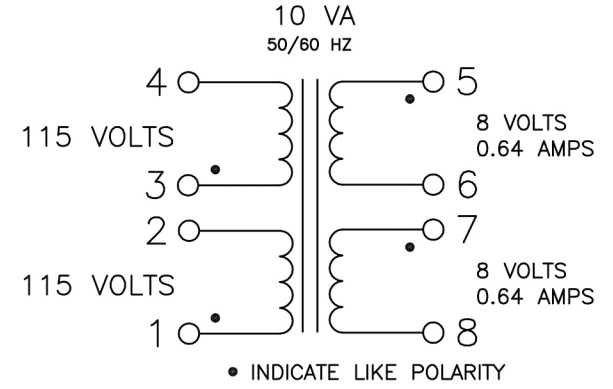 10 VA
50/60 HZ
4
5
115 VOLTS
8 VOLTS
0.64 AMPS
3
6
2
7
115 VOLTS
8 VOLTS
0.64 AMPS
1
8
INDICATE LIKE POLARITY